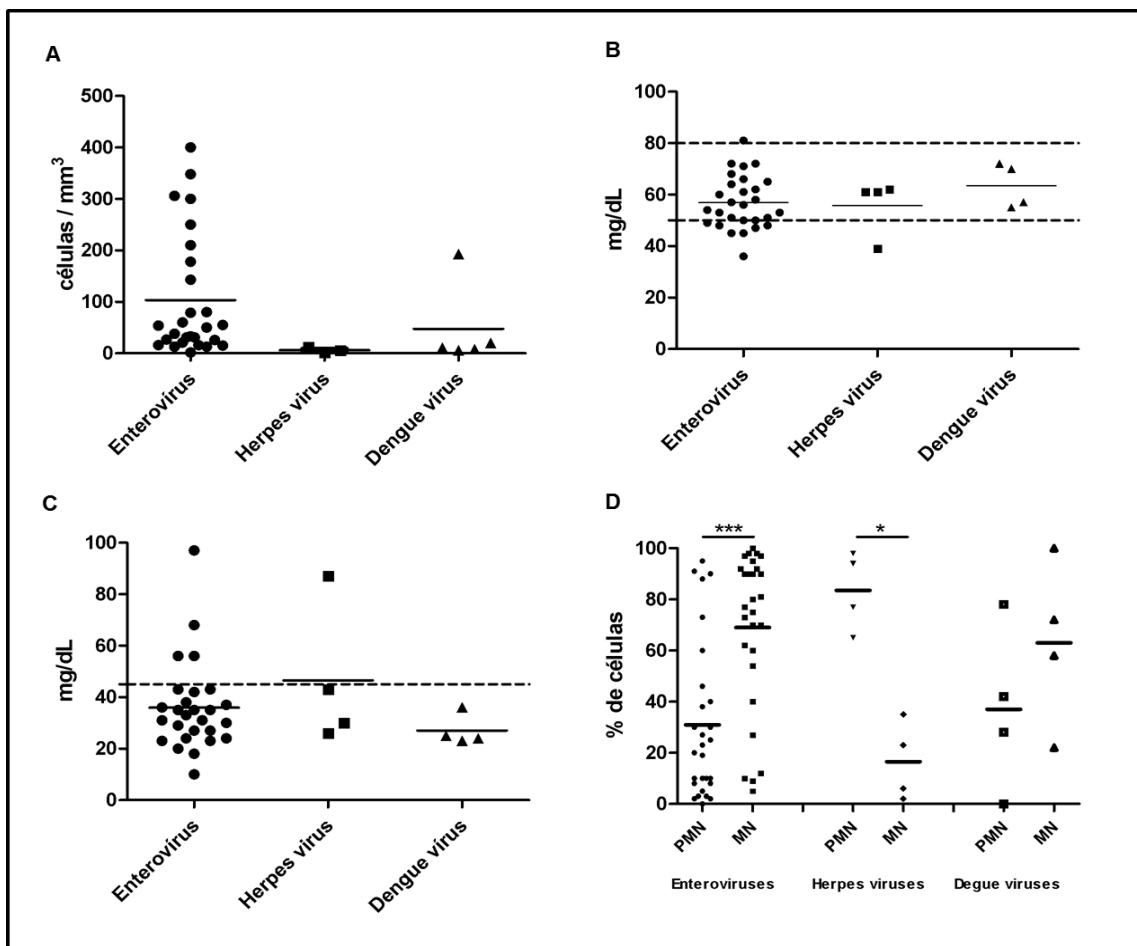 A
células / mm3
500
400
300
200
100
0
Enterovírus
Herpes vírus
Dengue vírus
B
mg/dL
100
80
60
40
20
0
Enterovírus
Herpes vírus
Dengue vírus
C
mg/dL
100
80
60
40
20
0
Enterovírus
Herpes vírus
Dengue vírus
D
% de células
*** *
100
80
60
40
20
0
PMN MN PMN MN PMN MN
Enteroviruses Herpes viruses Degue viruses